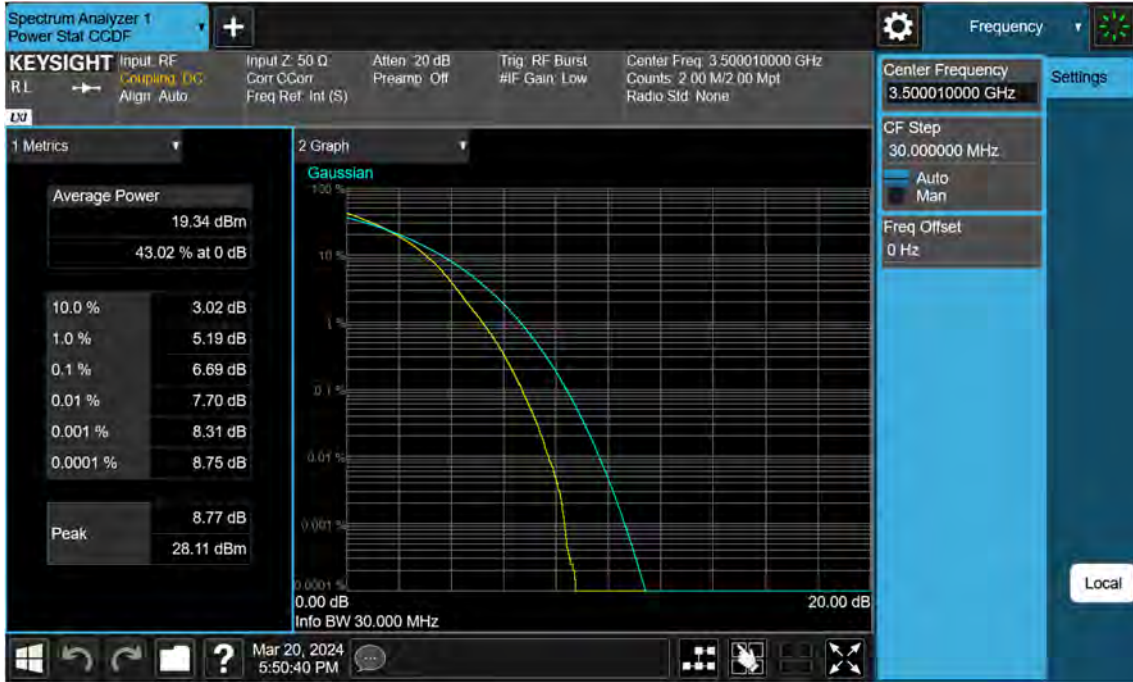 Spectrum Analyzer 1
Power Stat CCDF
Frequency
KEYSIGHT
RL
LXI
Input: RF
Coupling: DC
Align: Auto
Input Z: 50 Ω
Corr CCorr
Freq Ref: Int (S)
Atten: 20 dB
Preamp: Off
Trig: RF Burst
#IF Gain: Low
Center Freq: 3.500010000 GHz
Counts: 2.00 M/2.00 Mpt
Radio Std: None
Center Frequency
3.500010000 GHz
Settings
CF Step
30.000000 MHz
Auto
Man
Freq Offset
0 Hz
Local
1 Metrics
Average Power
19.34 dBm
43.02 % at 0 dB
10.0 % 3.02 dB
1.0 % 5.19 dB
0.1 % 6.69 dB
0.01 % 7.70 dB
0.001 % 8.31 dB
0.0001 % 8.75 dB
Peak
8.77 dB
28.11 dBm
2 Graph
Gaussian
100 %
10 %
1 %
0.1 %
0.01 %
0.001 %
0.0001 %
0.00 dB 20.00 dB
Info BW 30.000 MHz
Mar 20, 2024
5:50:40 PM